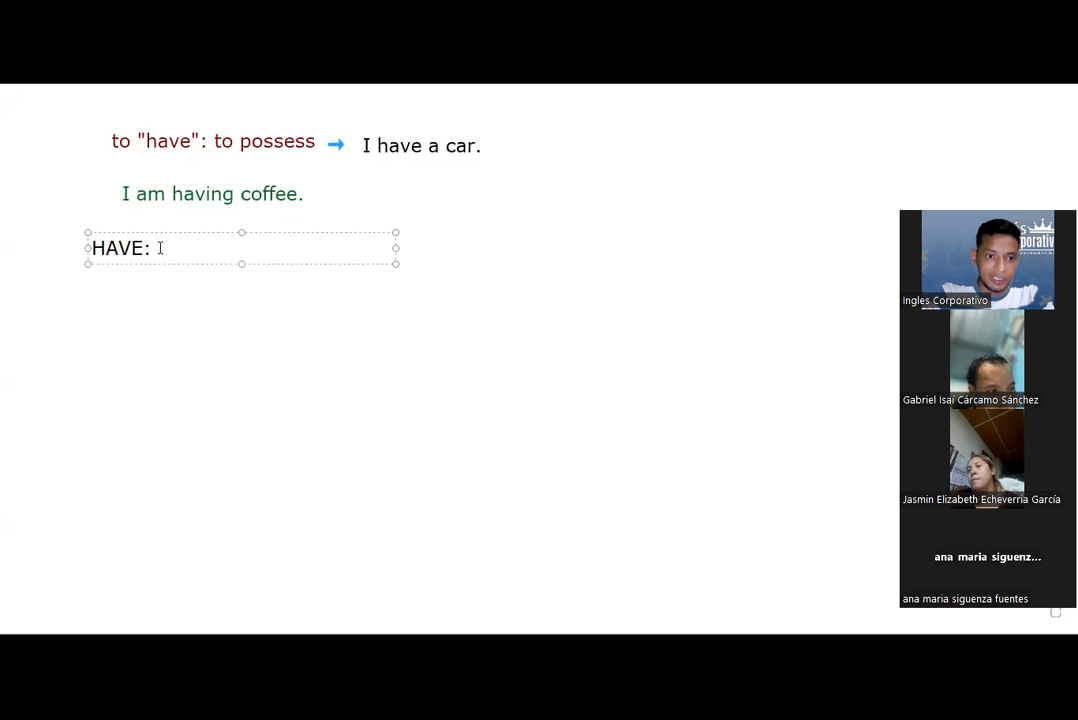 to "have": to possess ➞ I have a car.
I am having coffee.
HAVE:
Ingles Corporativo
Gabriel Isaí Cárcamo Sánchez
Jasmin Elizabeth Echeverria García
ana maria siguenz...
ana maria siguenza fuentes